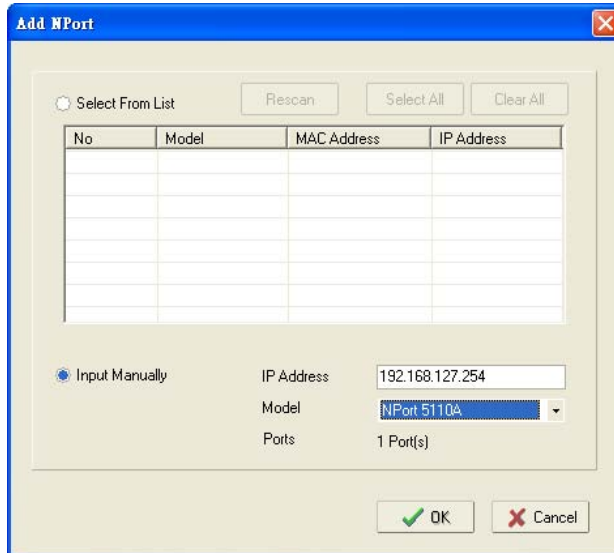 Add NPort
Select From List Rescan Select All Clear All
No Model MAC Address IP Address
Input Manually IP Address 192.168.127.254
Model NPort 5110A
Ports 1 Port(s)
OK Cancel